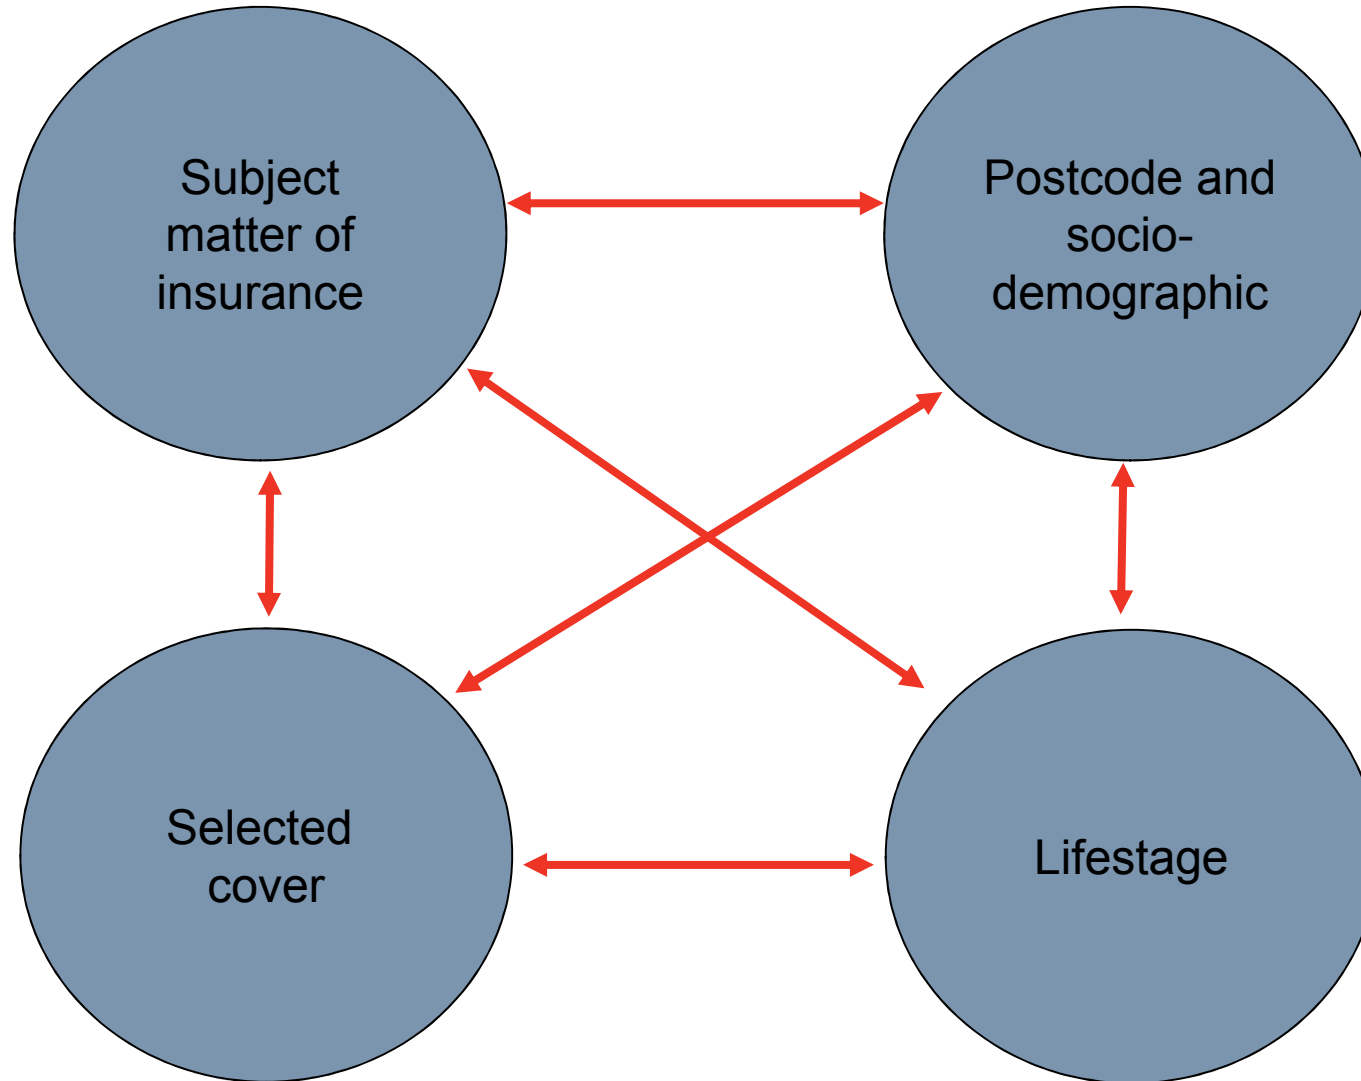 Subject
matter of
insurance
Postcode and
socio-
demographic
Selected
cover
Lifestage